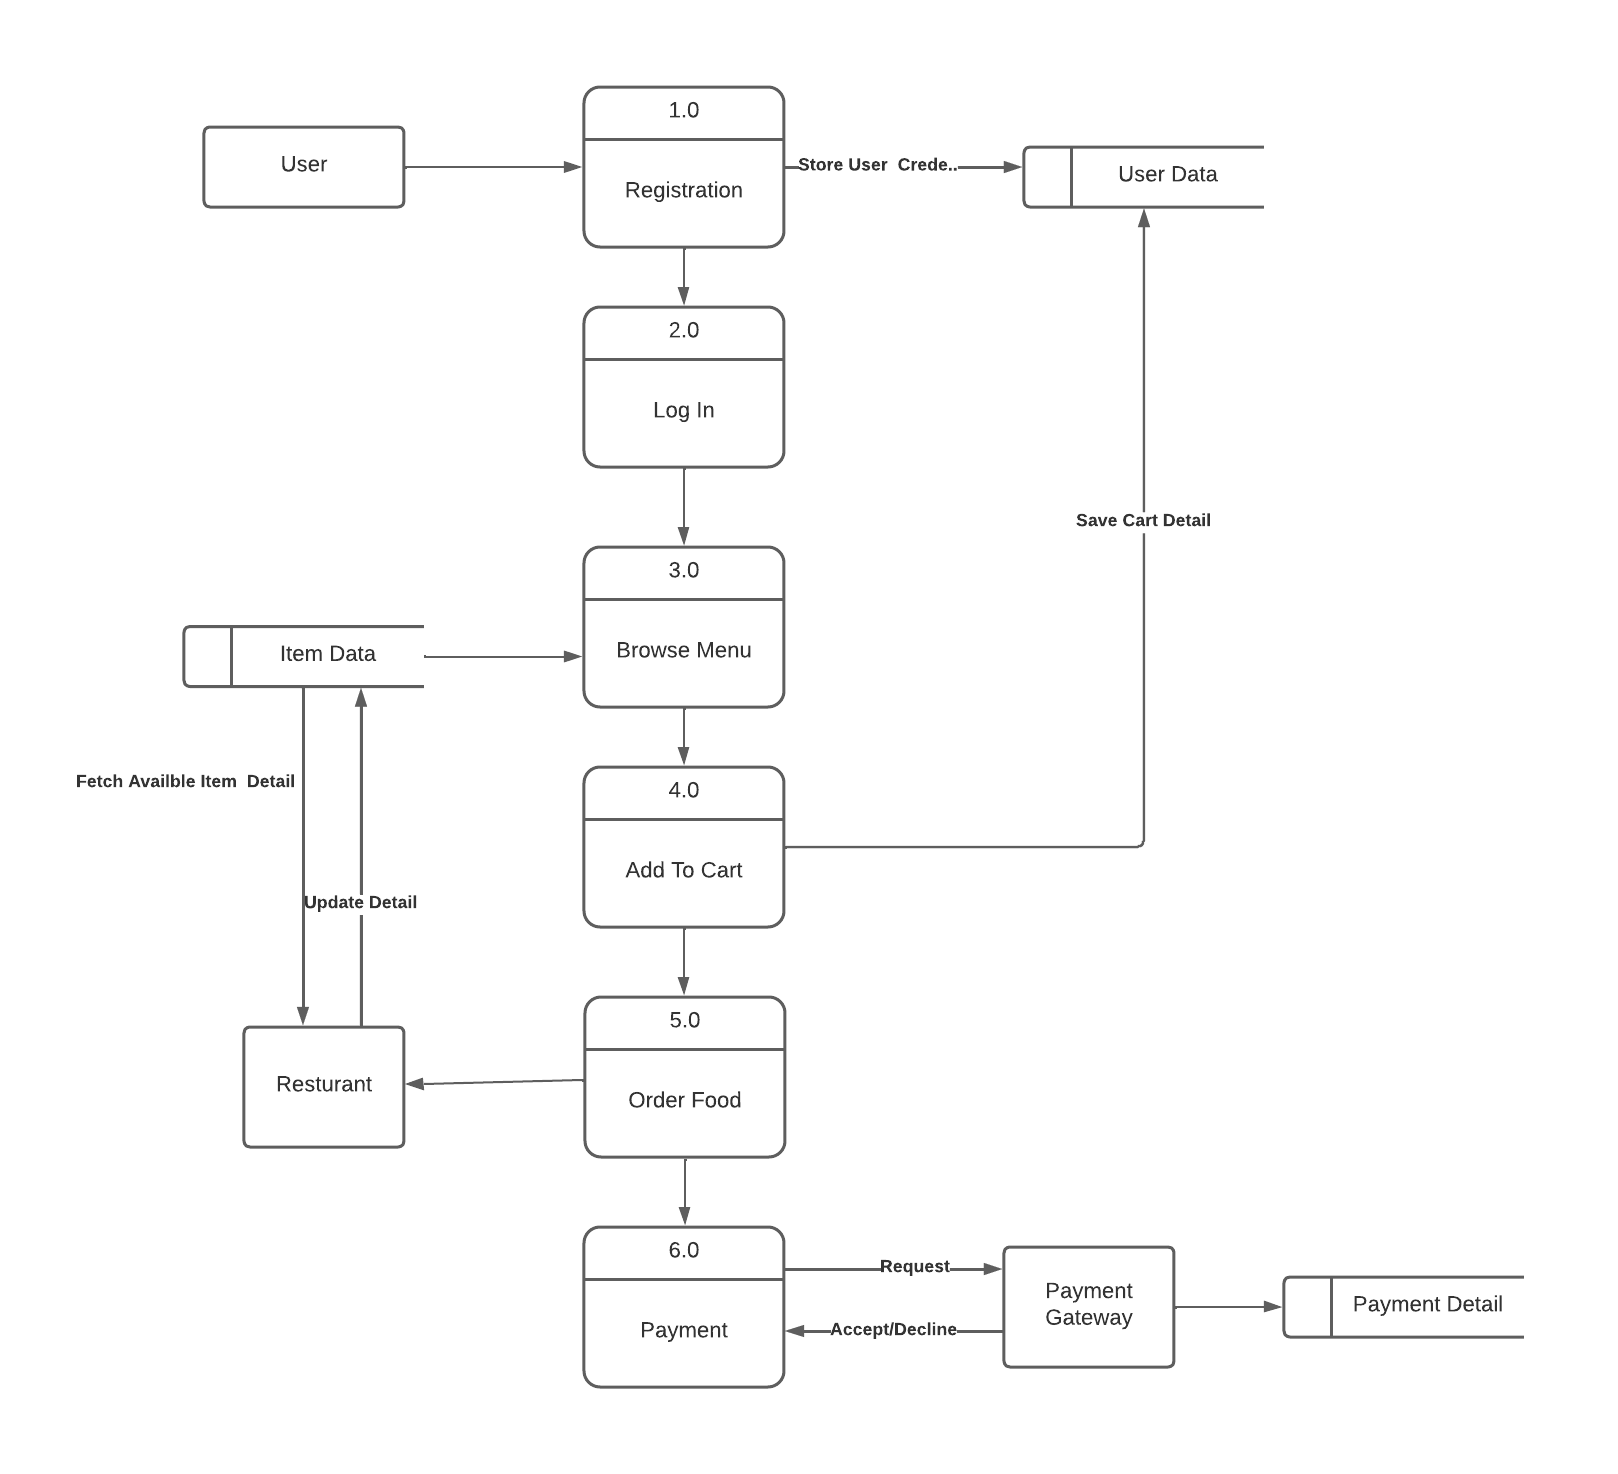 1.0
User
Registration
Store User  Crede..
User Data
2.0
Log In
Save Cart Detail
3.0
Browse Menu
Item Data
Fetch Availble Item  Detail
4.0
Add To Cart
Update Detail
5.0
Order Food
Resturant
6.0
Payment
Request
Accept/Decline
Payment
Gateway
Payment Detail